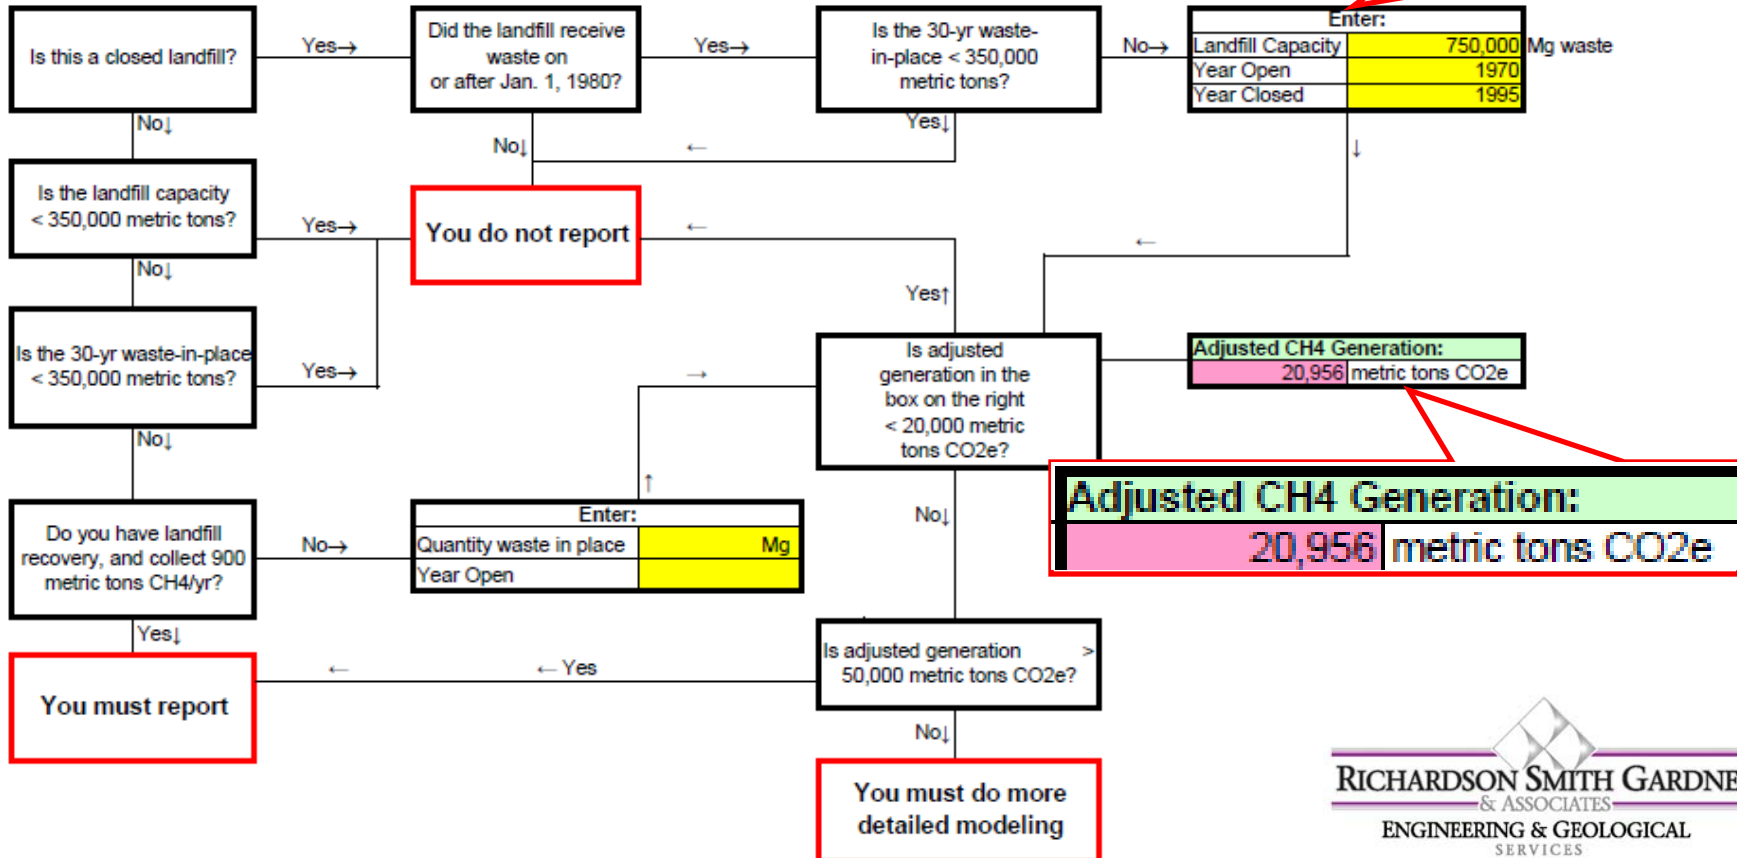 Is this a closed landfill?
Yes→
Did the landfill receive
waste on
or after Jan. 1, 1980?
Yes→
Is the 30-yr waste-
in-place < 350,000
metric tons?
No→
Enter:
Landfill Capacity 750,000 Mg waste
Year Open 1970
Year Closed 1995
No↓
No↓
←
Yes↓
↓
Is the landfill capacity
< 350,000 metric tons?
Yes→
You do not report
←
←
No↓
Yes↑
Is the 30-yr waste-in-place
< 350,000 metric tons?
Yes→
→
Is adjusted
generation in the
box on the right
< 20,000 metric
tons CO2e?
Adjusted CH4 Generation:
20,956 metric tons CO2e
No↓
↑
No↓
Adjusted CH4 Generation:
20,956 metric tons CO2e
Do you have landfill
recovery, and collect 900
metric tons CH4/yr?
No→
Enter:
Quantity waste in place Mg
Year Open
Yes↓
← ← Yes
Is adjusted generation >
50,000 metric tons CO2e?
You must report
No↓
You must do more
detailed modeling
RICHARDSON SMITH GARDNE
& ASSOCIATES
ENGINEERING & GEOLOGICAL
SERVICES